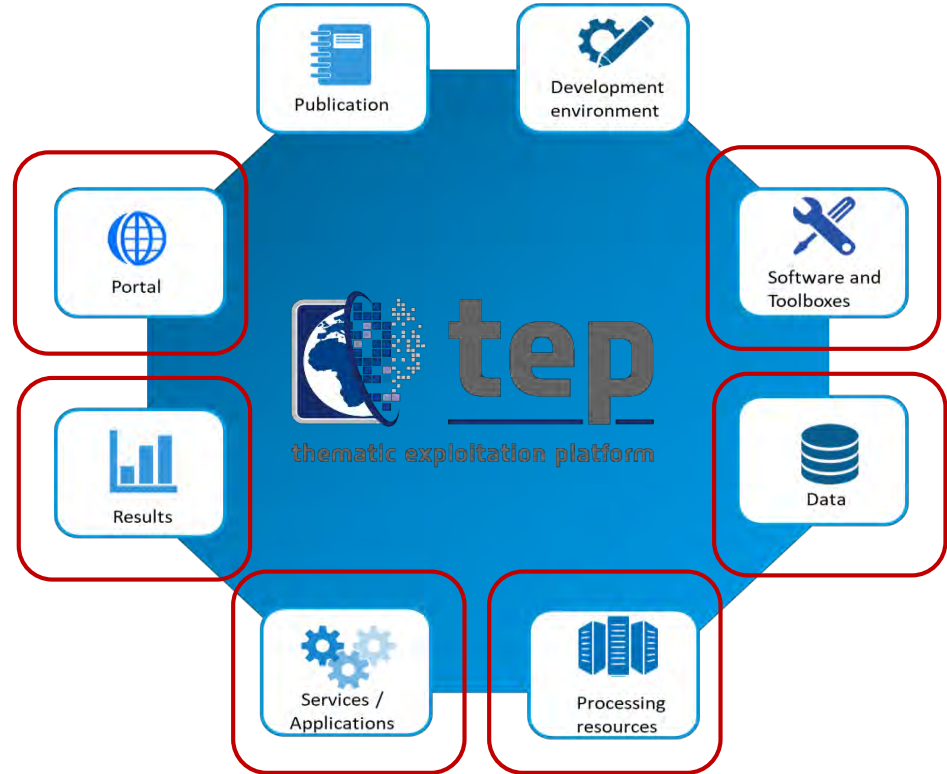 Publication
Development
environment
Portal
Software and
Toolboxes
tep
thematic exploitation platform
Results
Data
Services /
Applications
Processing
resources